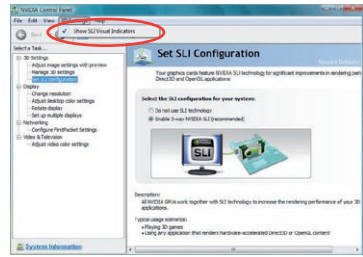 NVIDIA Control Panel
File Edit View
Show SLI Visual Indicators
Back
Select a Task...
3D Settings
Adjust image settings with preview
Manage 3D settings
Set SLI configuration
Display
Change resolution
Adjust desktop color settings
Rotate display
Set up multiple displays
Networking
Configure FirstPacket Settings
Video & Television
Adjust video color settings
System Information
Set SLI Configuration
Your graphics cards feature NVIDIA SLI technology for significant improvements in rendering perf
Direct3D and OpenGL applications.
Select the SLI configuration for your system:
Do not use SLI technology
Enable 3-way NVIDIA SLI (recommended)
SLI
Description:
All NVIDIA GPUs work together with SLI technology to increase the rendering performance of your 3D
applications.
Typical usage scenarios:
Playing 3D games
Using any application that renders hardware-accelerated Direct3D or OpenGL content